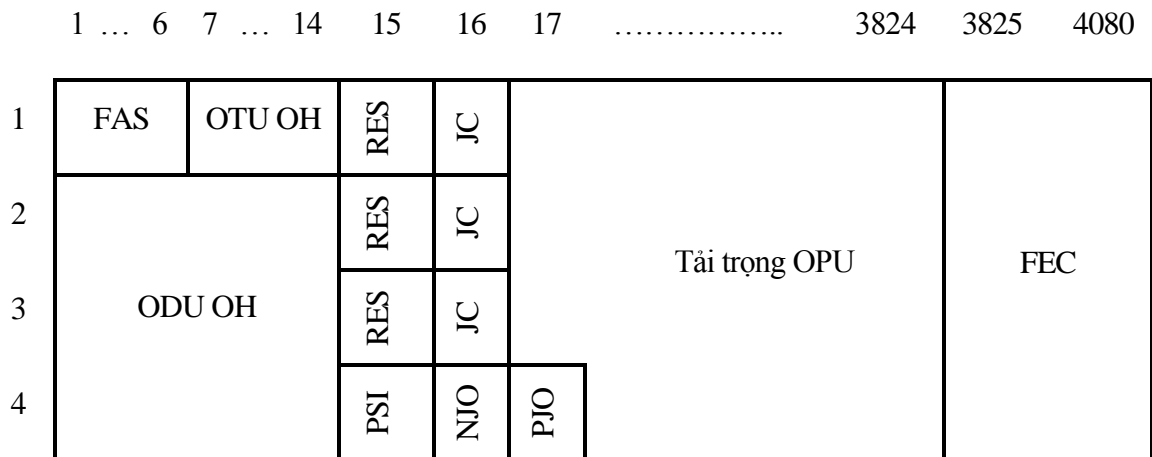 1 … 6 7 … 14 15 16 17 …………….. 3824 3825 4080
1 FAS OTU OH RES JC
2 RES JC
Tải trọng OPU FEC
3 ODU OH RES JC
4 PSI NJO PJO